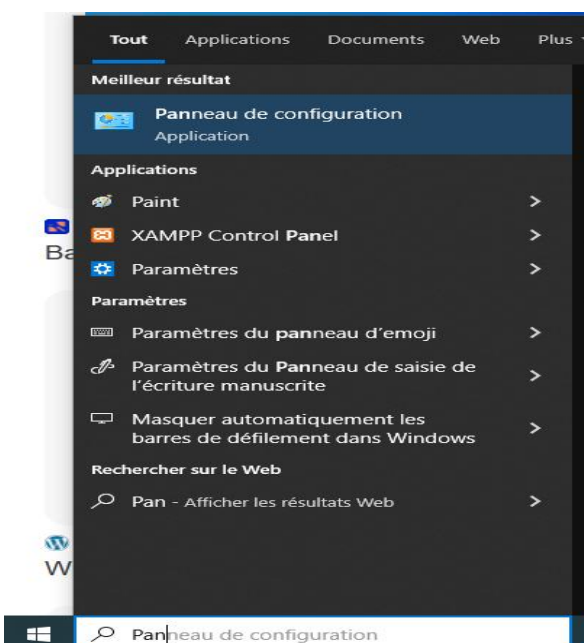 Tout Applications Documents Web Plus
Meilleur résultat
Panneau de configuration
Application
Applications
Paint
XAMPP Control Panel
Paramètres
Paramètres
Paramètres du panneau d'emoji
Paramètres du Panneau de saisie de
l'écriture manuscrite
Masquer automatiquement les
barres de défilement dans Windows
Rechercher sur le Web
Pan - Afficher les résultats Web
Panneau de configuration